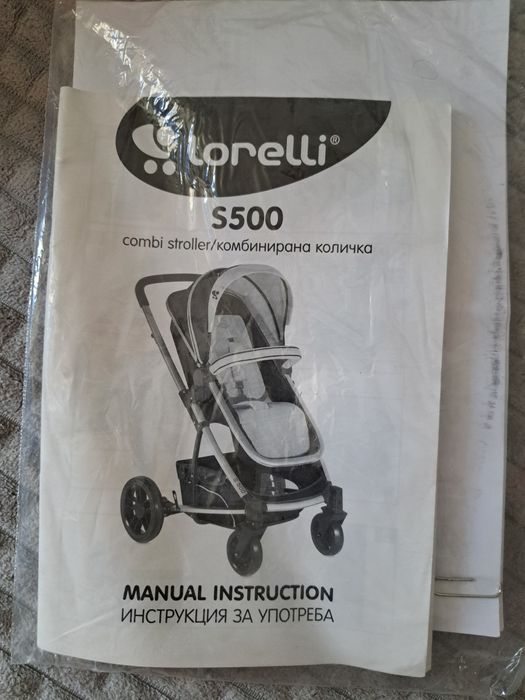 lorelli®
S500
combi stroller/комбинирана количка
MANUAL INSTRUCTION
ИНСТРУКЦИЯ ЗА УПОТРЕБА